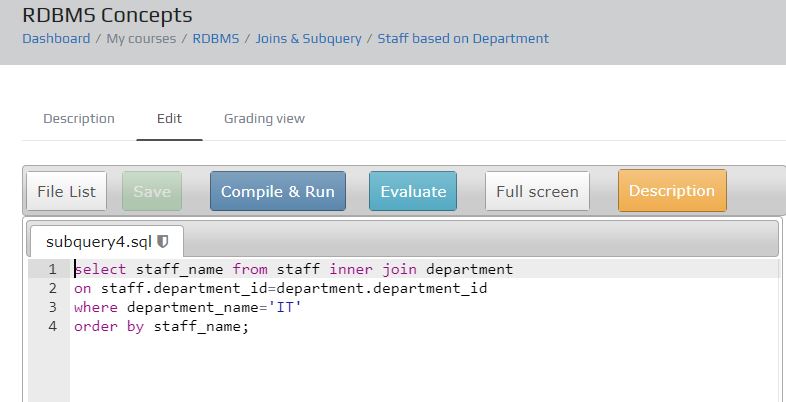 RDBMS Concepts
Dashboard / My courses / RDBMS / Joins & Subquery / Staff based on Department
Description Edit Grading view
File List Save Compile & Run Evaluate Full screen Description
subquery4.sql
1 select staff_name from staff inner join department
2 on staff.department_id=department.department_id
3 where department_name='IT'
4 order by staff_name;